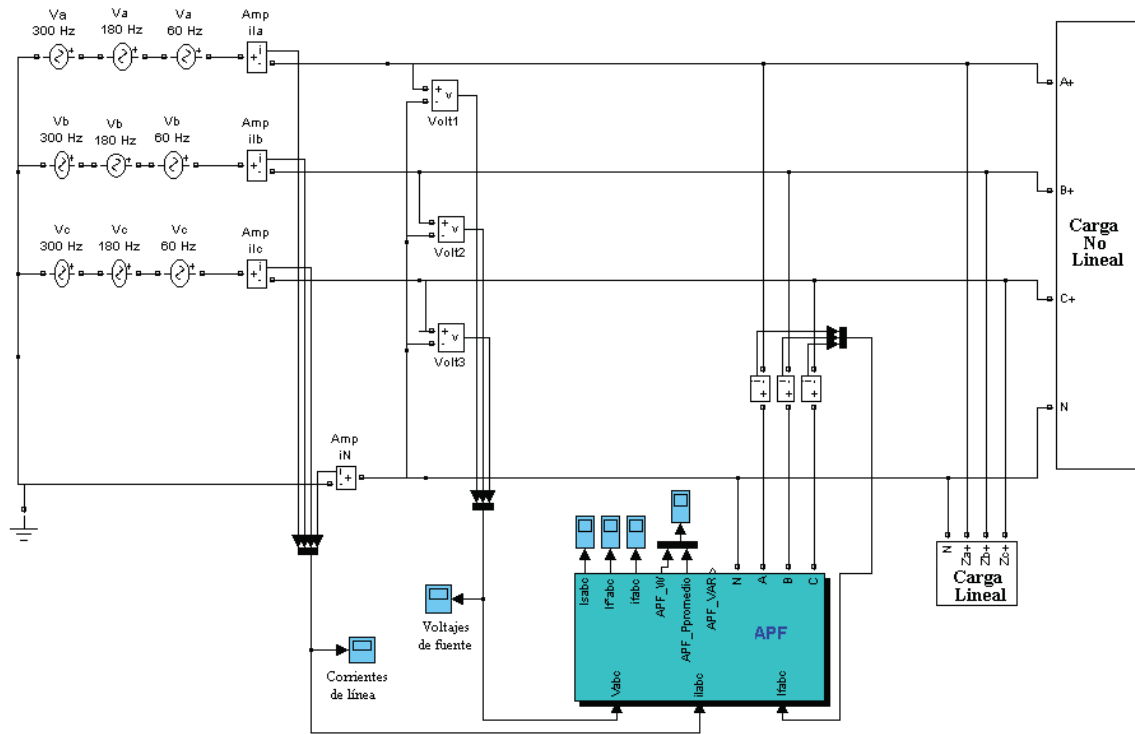 Va Va Va Amp
300 Hz 180 Hz 60 Hz ila
i
+
-
A+
+
-
v
Volt1
Vb Vb Vb Amp
300 Hz 180 Hz 60 Hz ilb
i
+
-
B+
Carga
No
Lineal
+
-
v
Volt2
Vc Vc Vc Amp
300 Hz 180 Hz 60 Hz ilc
i
+
-
C+
+
-
v
Volt3
N
Amp
iN
i
+
-
N
Za+
Zb+
Zc+
Carga
Lineal
Isabc
If*abc
ifabc
APF_W
APF_Ppromedio
APF_VAR
N
A
B
C
APF
Vabc
ilabc
Ifabc
Voltajes
de fuente
Corrientes
de línea